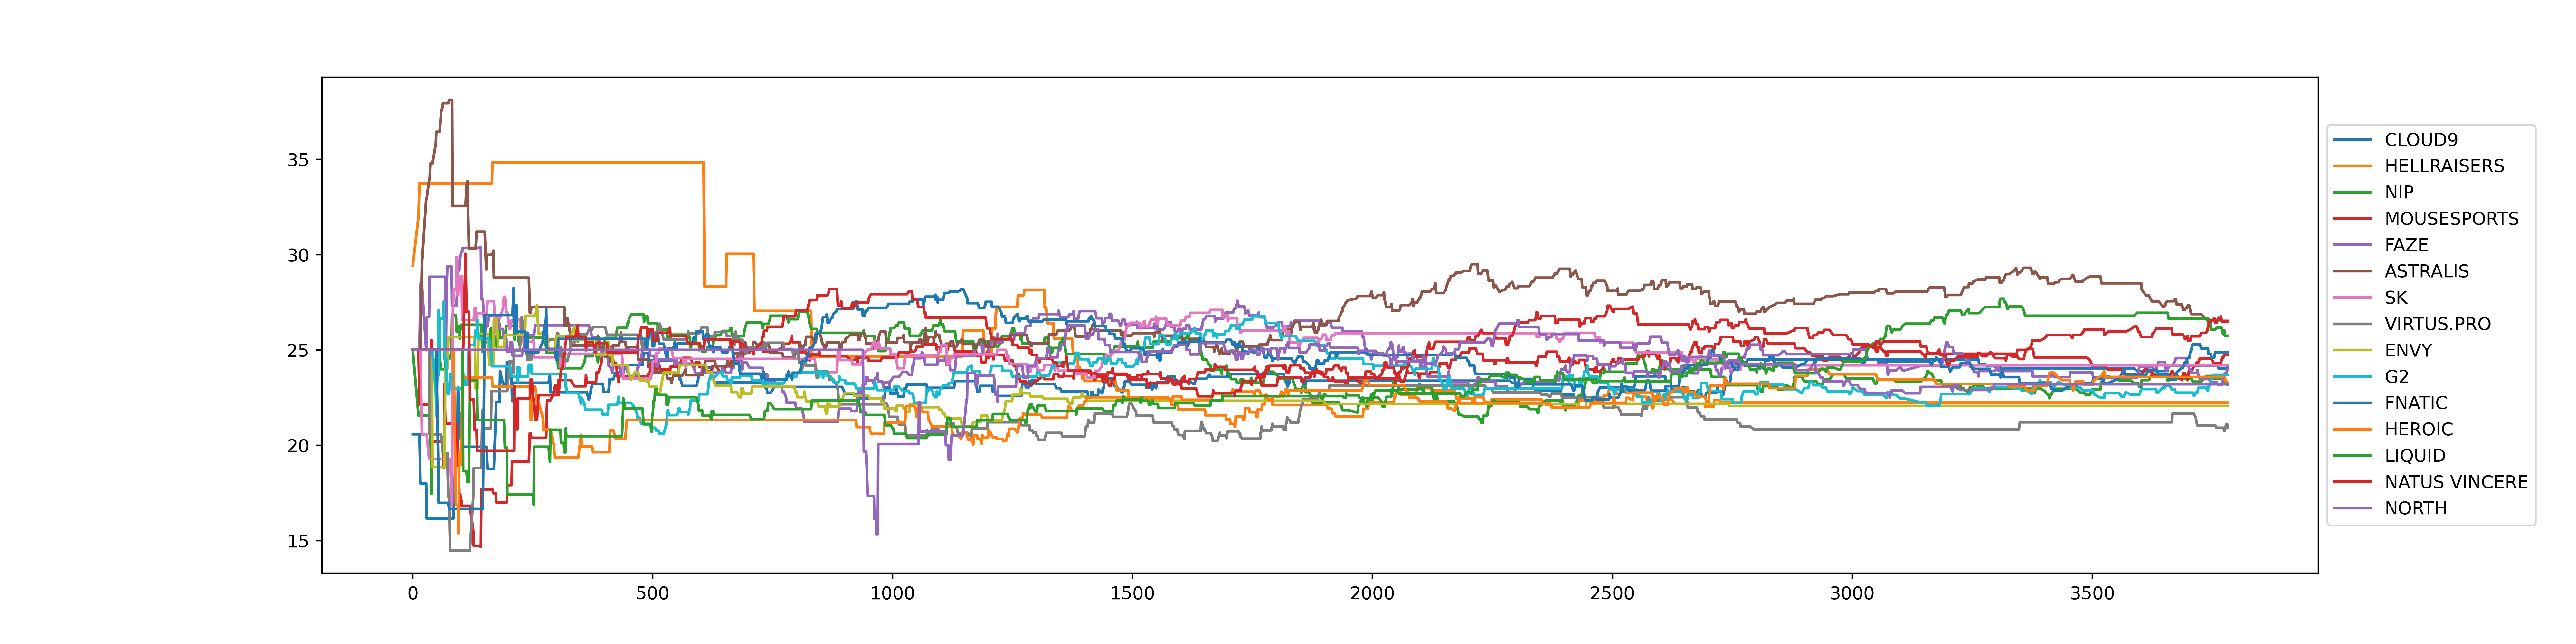 35
30
25
20
15
0 500 1000 1500 2000 2500 3000 3500
CLOUD9
HELLRAISERS
NIP
MOUSESPORTS
FAZE
ASTRALIS
SK
VIRTUS.PRO
ENVY
G2
FNATIC
HEROIC
LIQUID
NATUS VINCERE
NORTH